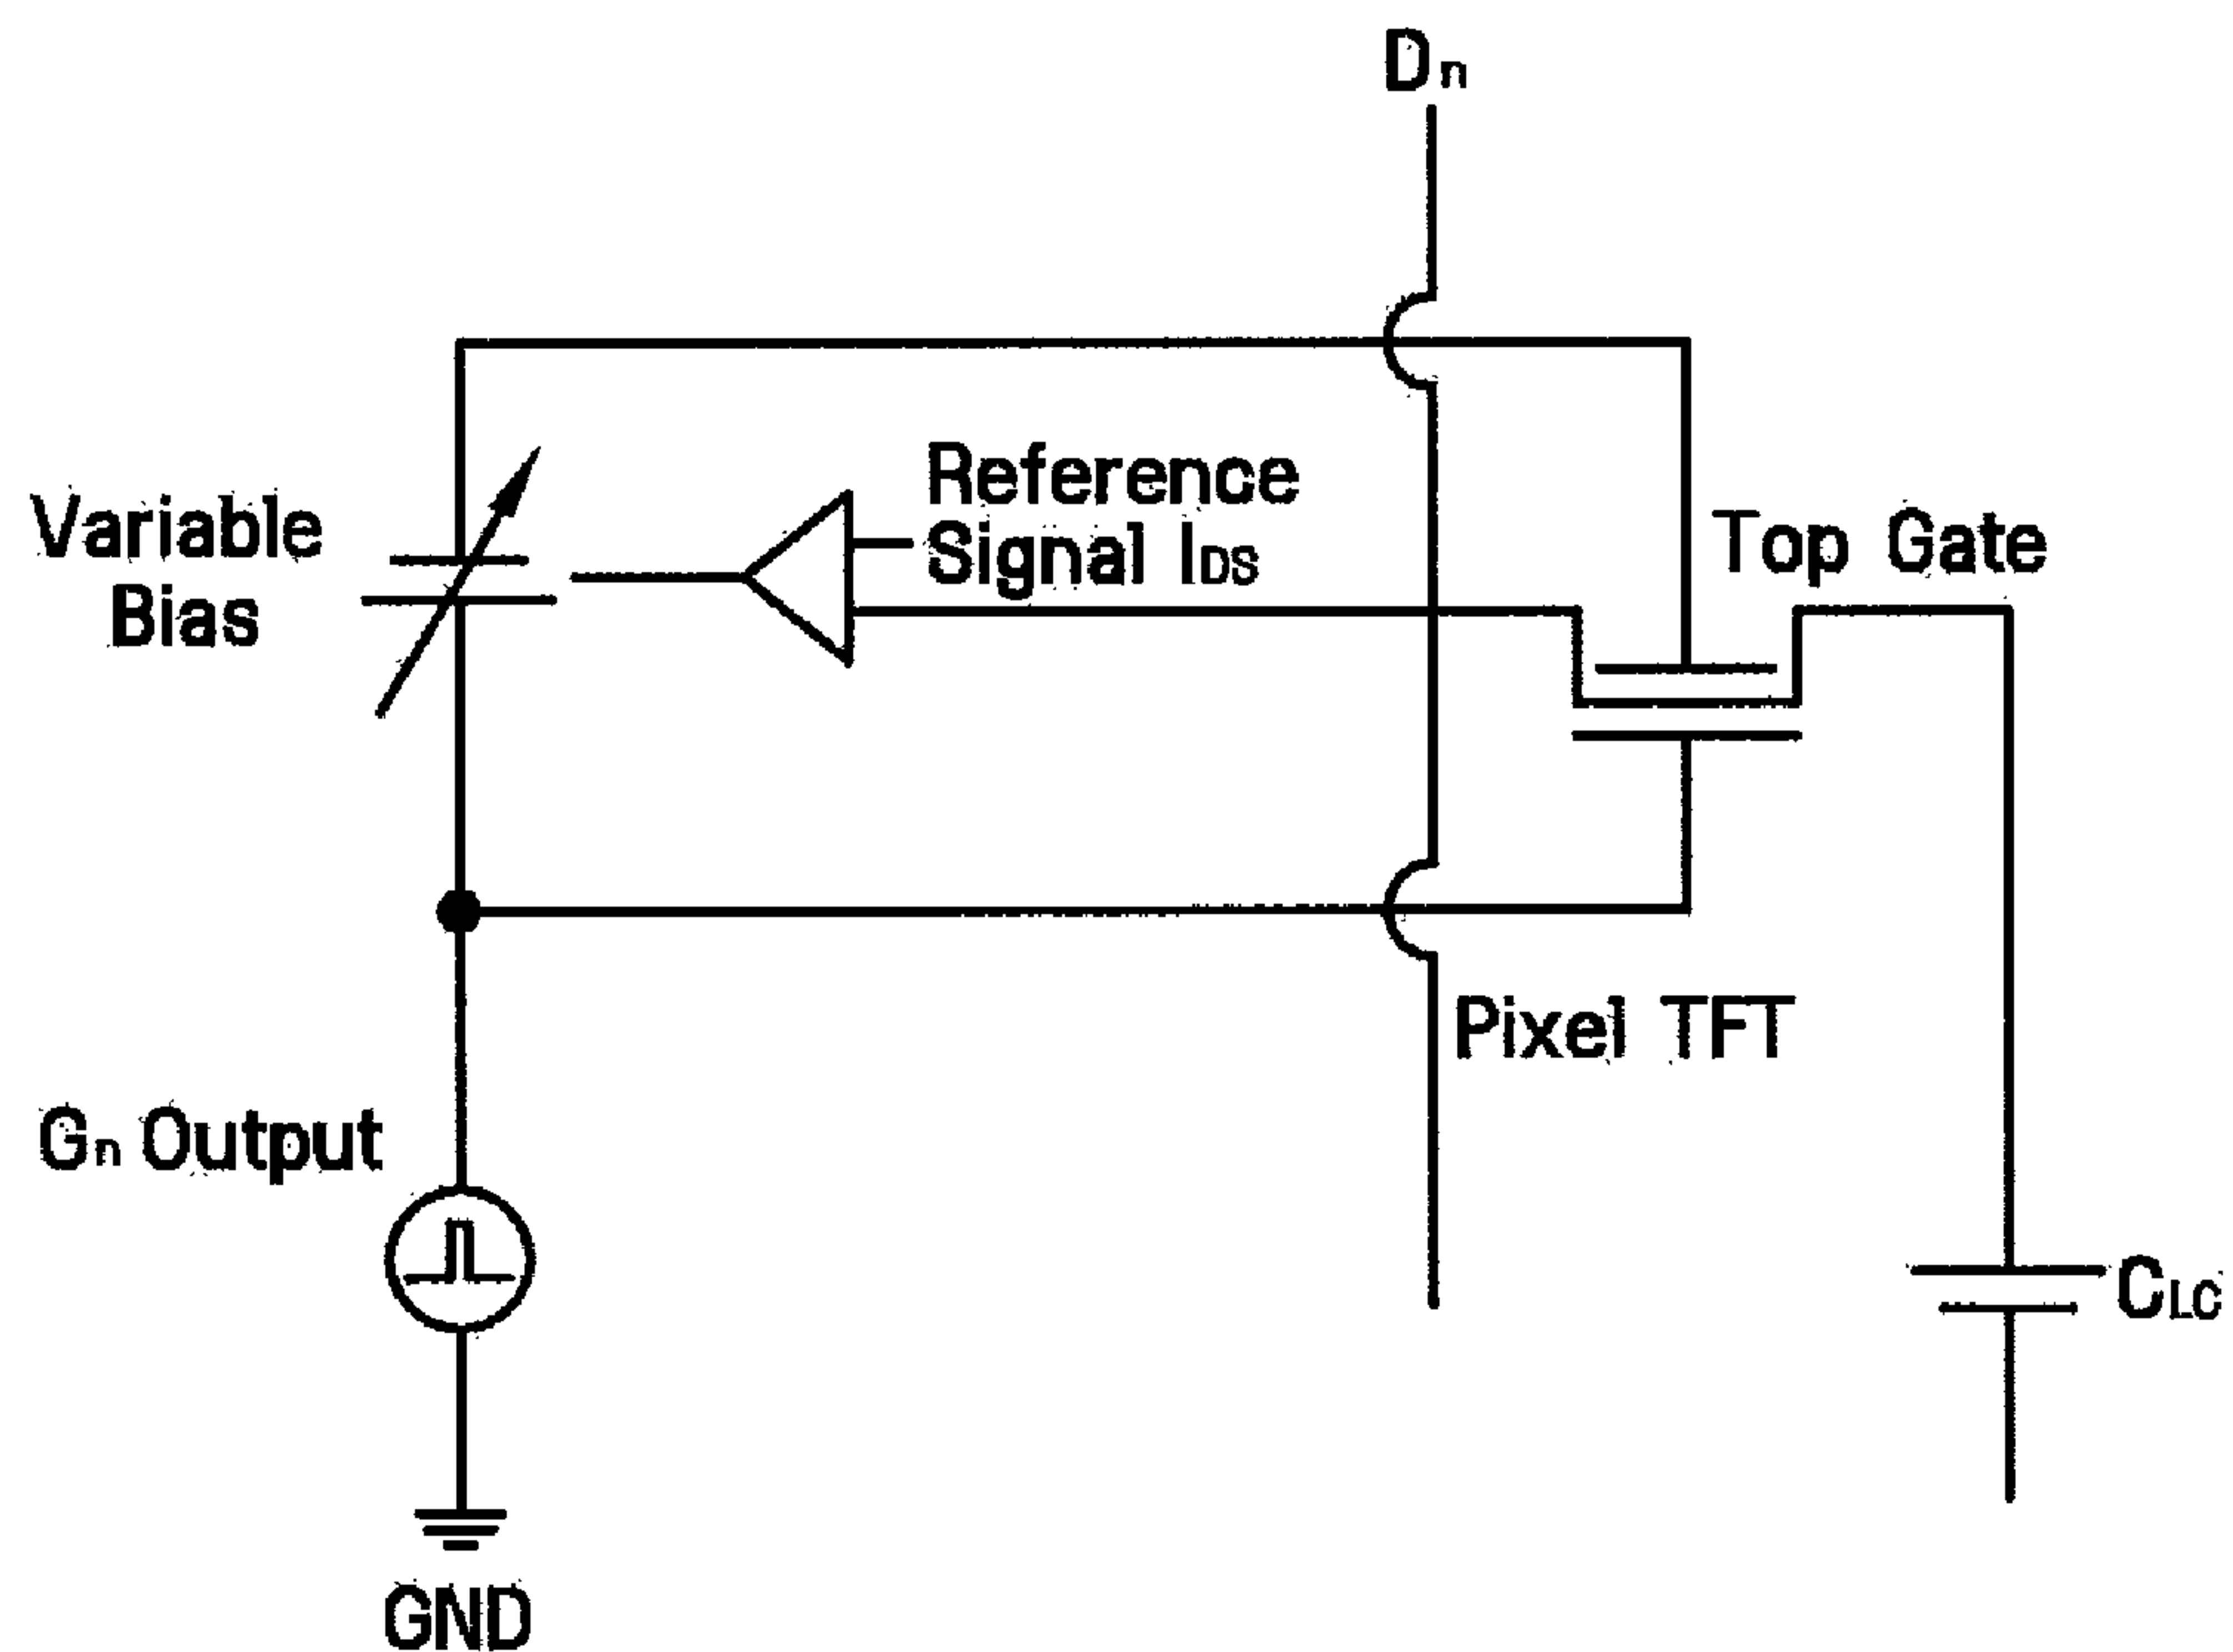 Dn
Reference
Signal IDS
Variable
Bias
Top Gate
Pixel TFT
Gn Output
CLC
GND